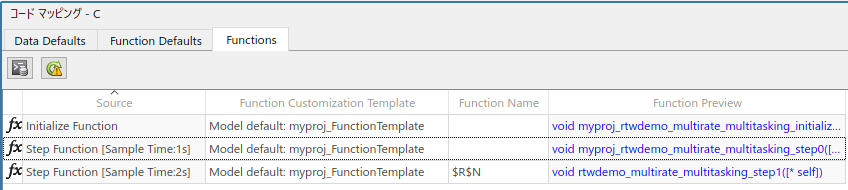 コード マッピング - C
Data Defaults Function Defaults Functions
Source Function Customization Template Function Name Function Preview
fx Initialize Function Model default: myproj_FunctionTemplate void myproj_rtwdemo_multirate_multitasking_initializ...
fx Step Function [Sample Time:1s] Model default: myproj_FunctionTemplate void myproj_rtwdemo_multirate_multitasking_step0([...
fx Step Function [Sample Time:2s] Model default: myproj_FunctionTemplate $R$N void rtwdemo_multirate_multitasking_step1([* self])